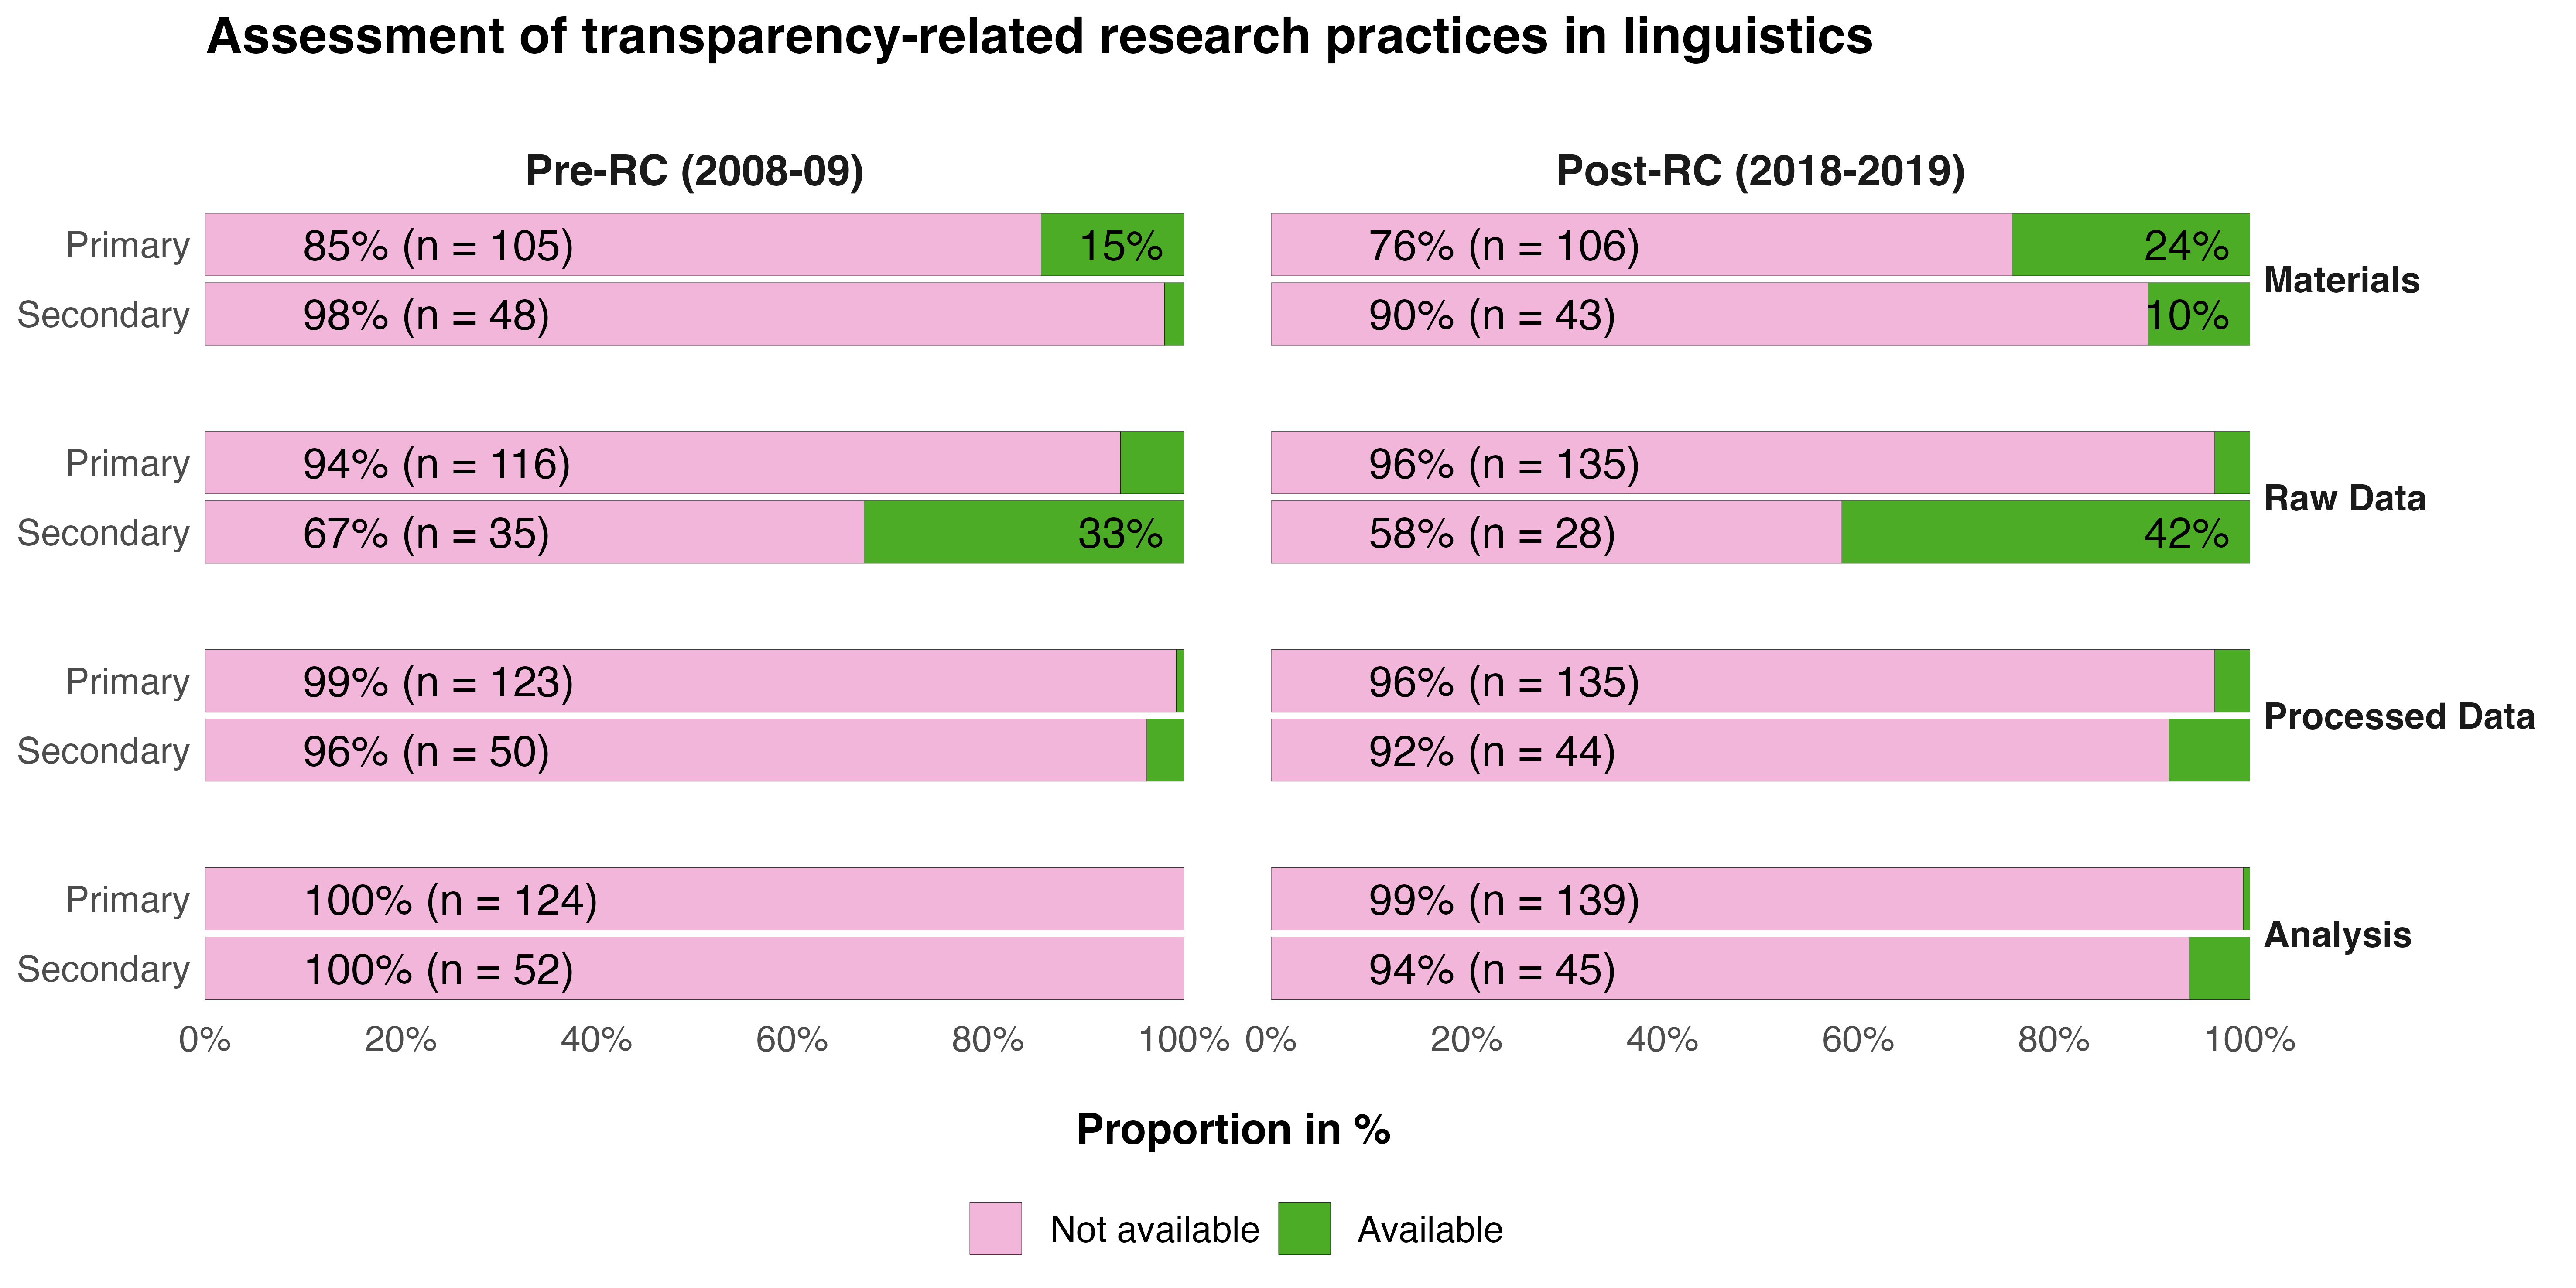 Assessment of transparency-related research practices in linguistics
Pre-RC (2008-09)
Post-RC (2018-2019)
Primary 85% (n = 105) 15% 76% (n = 106) 24%
Materials
Secondary 98% (n = 48) 90% (n = 43) 10%
Primary 94% (n = 116) 96% (n = 135)
Raw Data
Secondary 67% (n = 35) 33% 58% (n = 28) 42%
Primary 99% (n = 123) 96% (n = 135)
Processed Data
Secondary 96% (n = 50) 92% (n = 44)
Primary 100% (n = 124) 99% (n = 139)
Analysis
Secondary 100% (n = 52) 94% (n = 45)
0% 20% 40% 60% 80% 100% 0% 20% 40% 60% 80% 100%
Proportion in %
Not available Available